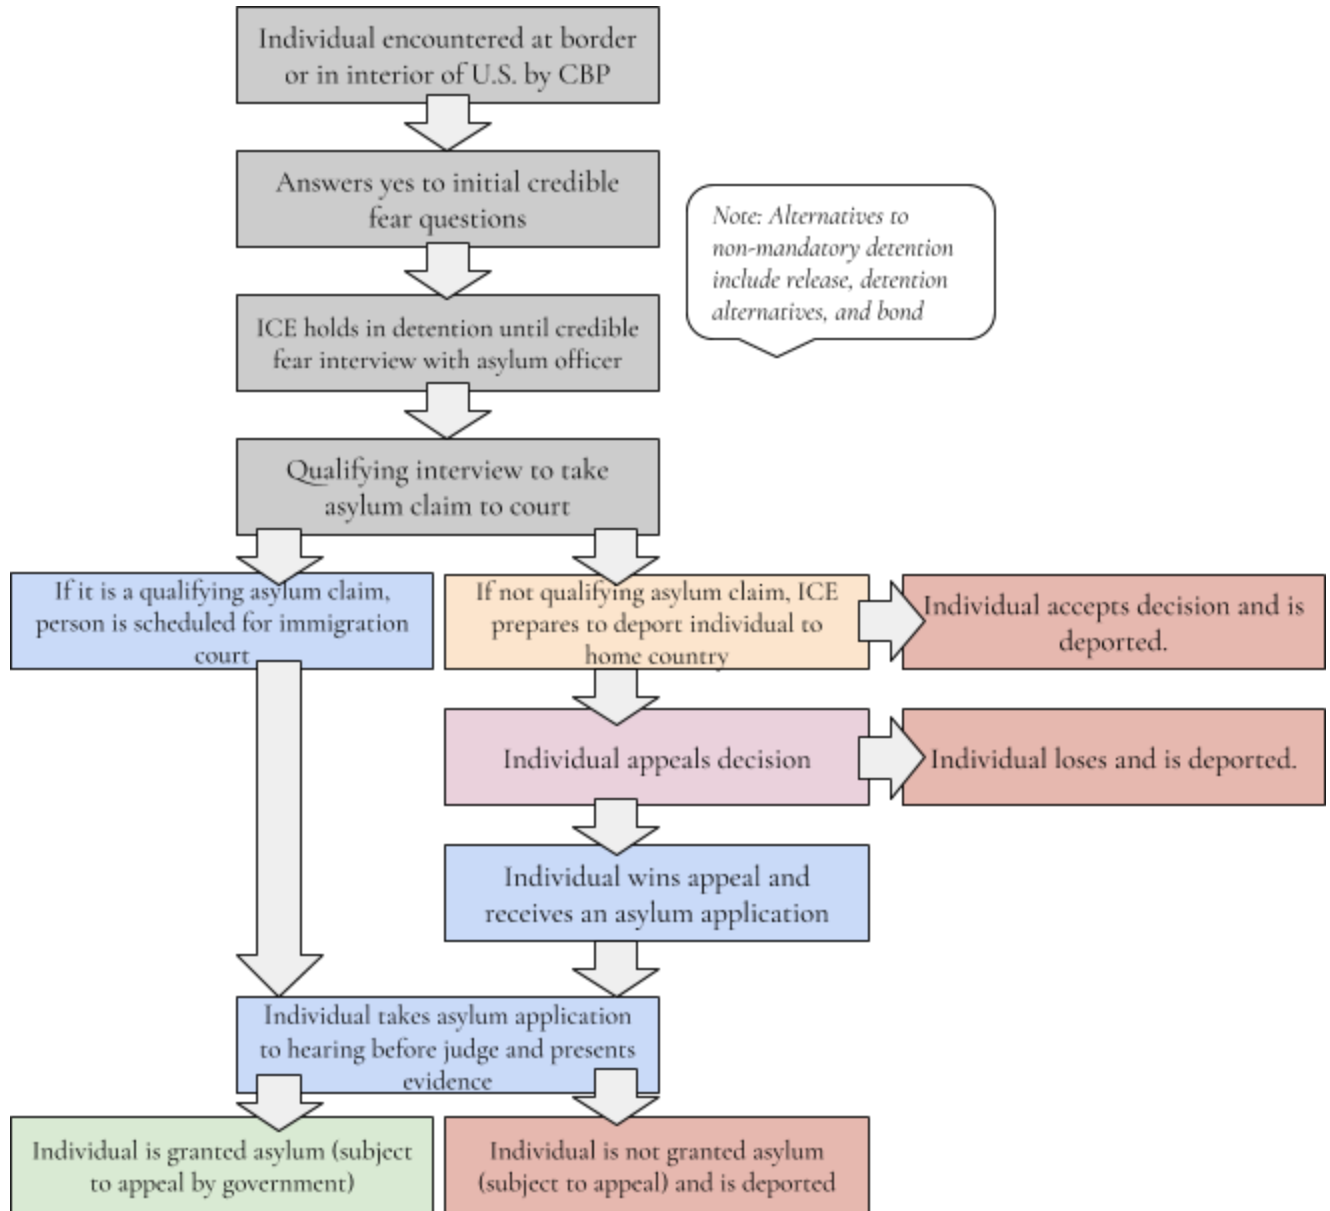 Individual encountered at border
or in interior of U.S. by CBP
Answers yes to initial credible
fear questions
Note: Alternatives to
non-mandatory detention
include release, detention
alternatives, and bond
ICE holds in detention until credible
fear interview with asylum officer
Qualifying interview to take
asylum claim to court
If it is a qualifying asylum claim,
person is scheduled for immigration
court
If not qualifying asylum claim, ICE
prepares to deport individual to
home country
Individual accepts decision and is
deported.
Individual appeals decision
Individual loses and is deported.
Individual wins appeal and
receives an asylum application
Individual takes asylum application
to hearing before judge and presents
evidence
Individual is granted asylum (subject
to appeal by government)
Individual is not granted asylum
(subject to appeal) and is deported